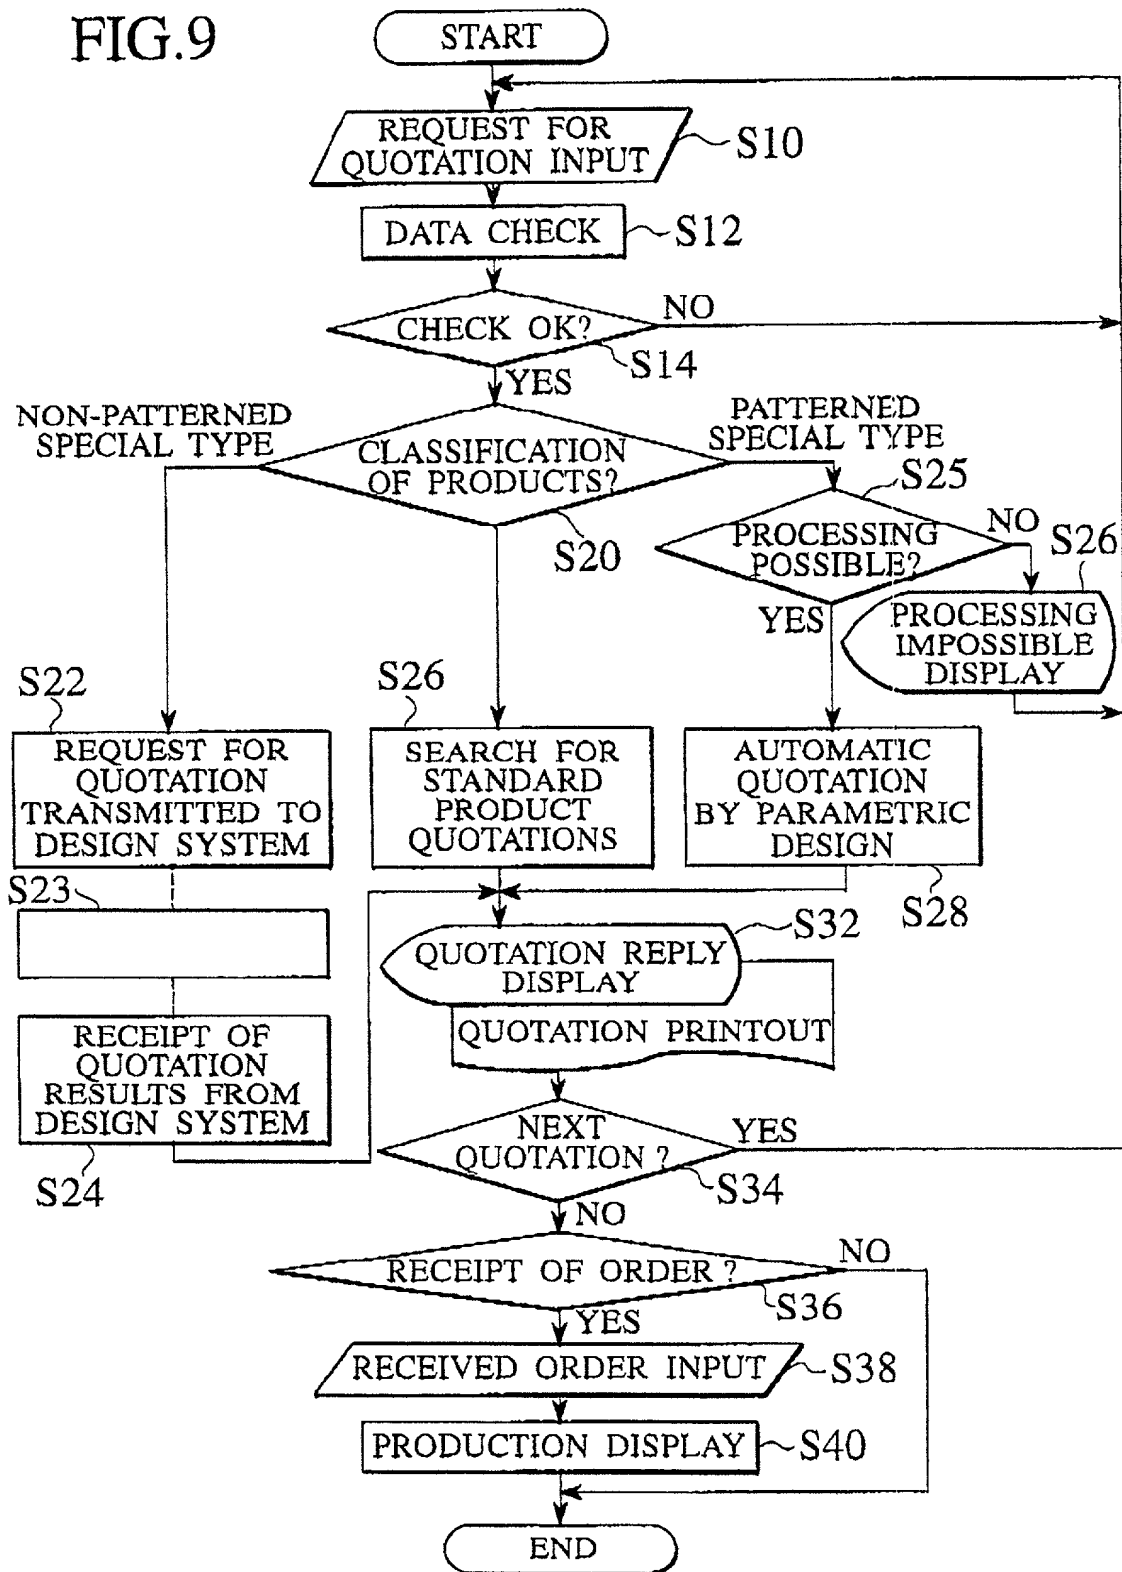 FIG.9
START
REQUEST FOR
QUOTATION INPUT
S10
DATA CHECK
S12
CHECK OK?
NO
S14
YES
NON-PATTERNED
SPECIAL TYPE
PATTERNED
SPECIAL TYPE
CLASSIFICATION
OF PRODUCTS?
S20
S25
PROCESSING
POSSIBLE?
NO
S26
YES
PROCESSING
IMPOSSIBLE
DISPLAY
S22
REQUEST FOR
QUOTATION
TRANSMITTED TO
DESIGN SYSTEM
S26
SEARCH FOR
STANDARD
PRODUCT
QUOTATIONS
AUTOMATIC
QUOTATION
BY PARAMETRIC
DESIGN
S28
S23
S32
QUOTATION REPLY
DISPLAY
QUOTATION PRINTOUT
RECEIPT OF
QUOTATION
RESULTS FROM
DESIGN SYSTEM
S24
NEXT
QUOTATION ?
YES
S34
NO
RECEIPT OF ORDER ?
NO
S36
YES
RECEIVED ORDER INPUT
S38
PRODUCTION DISPLAY
S40
END